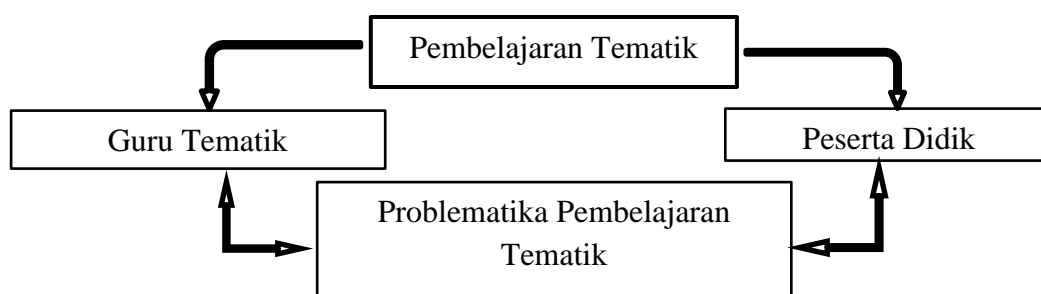 Pembelajaran Tematik
Guru Tematik
Peserta Didik
Problematika Pembelajaran
Tematik